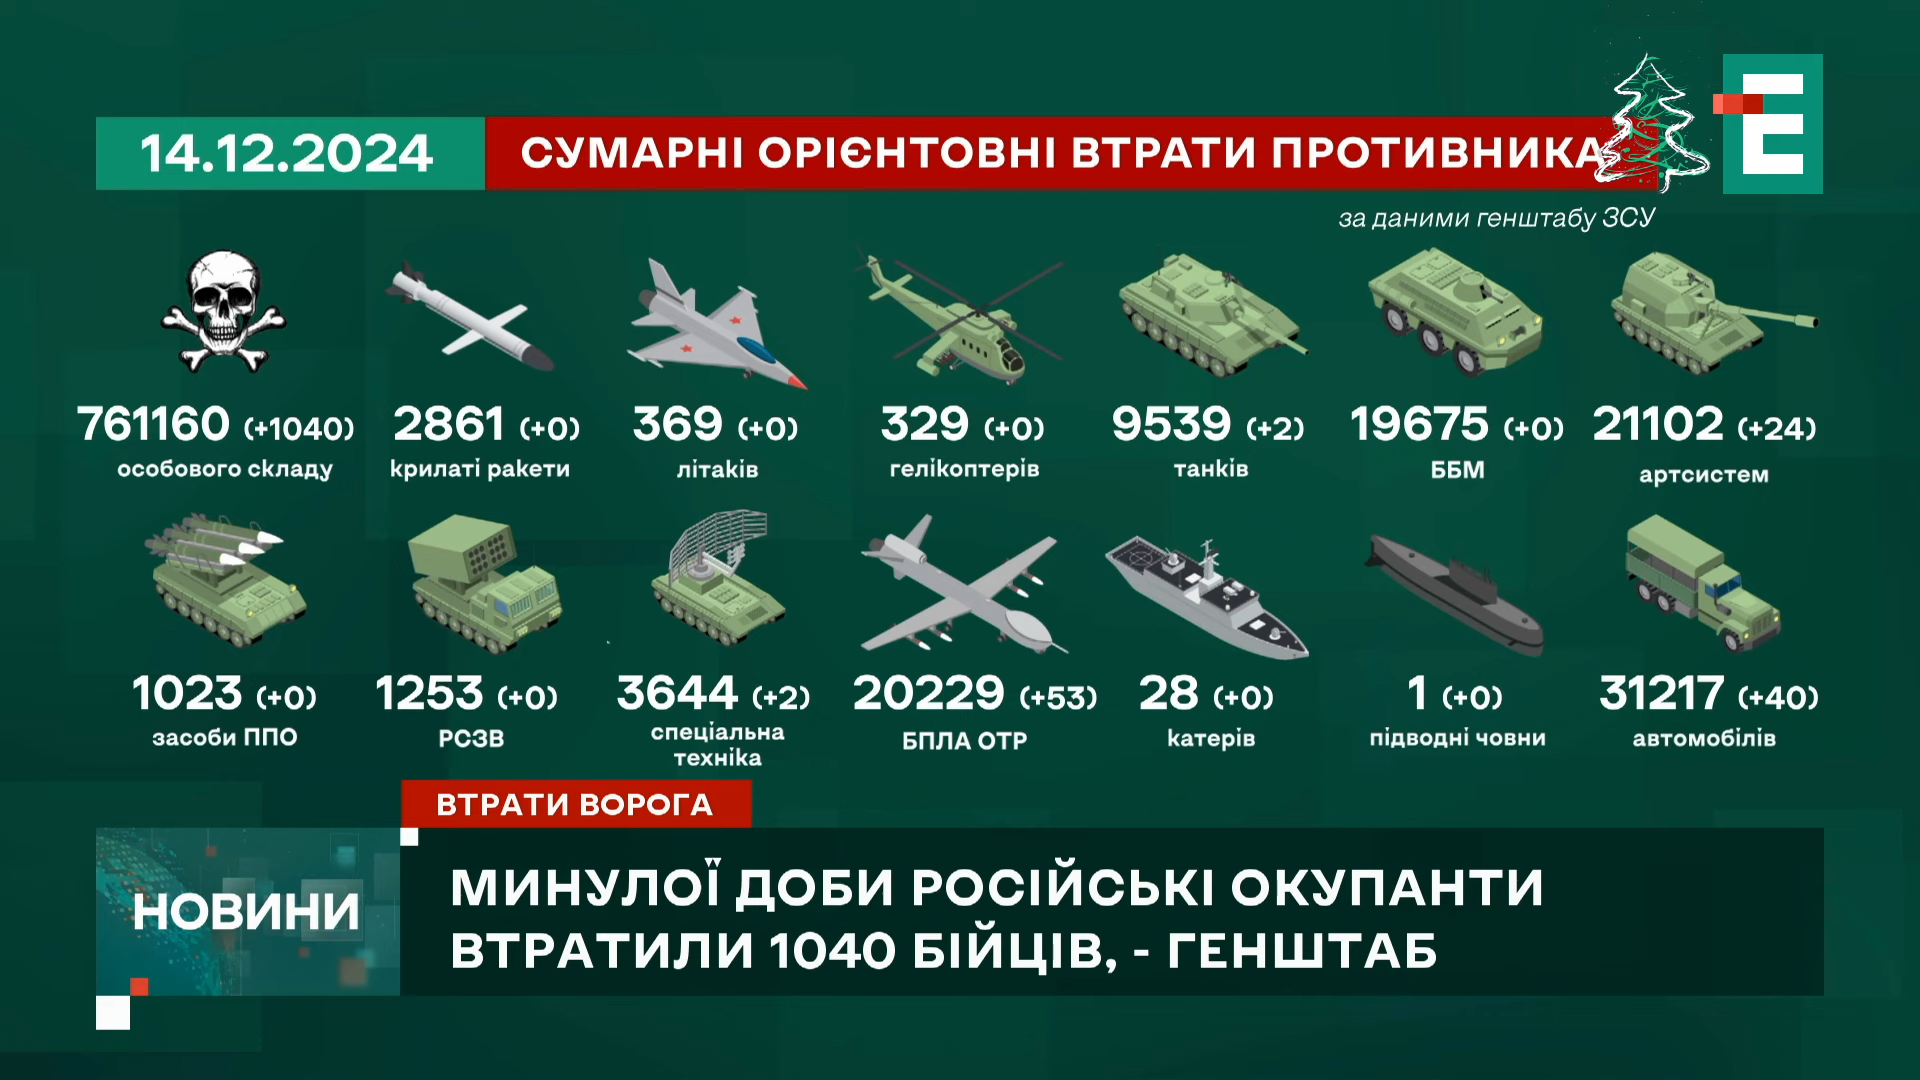 14.12.2024
СУМАРНІ ОРІЄНТОВНІ ВТРАТИ ПРОТИВНИКА
Е
за даними генштабу ЗСУ
761160 (+1040)
особового складу
2861 (+0)
крилаті ракети
369 (+0)
літаків
329 (+0)
гелікоптерів
9539 (+2)
танків
19675 (+0)
ББМ
21102 (+24)
артсистем
1023 (+0)
засоби ППО
1253 (+0)
РСЗВ
3644 (+2)
спеціальна
техніка
20229 (+53)
БПЛА ОТР
28 (+0)
катерів
1 (+0)
підводні човни
31217 (+40)
автомобілів
ВТРАТИ ВОРОГА
НОВИНИ
МИНУЛОЇ ДОБИ РОСІЙСЬКІ ОКУПАНТИ
ВТРАТИЛИ 1040 БІЙЦІВ, - ГЕНШТАБ